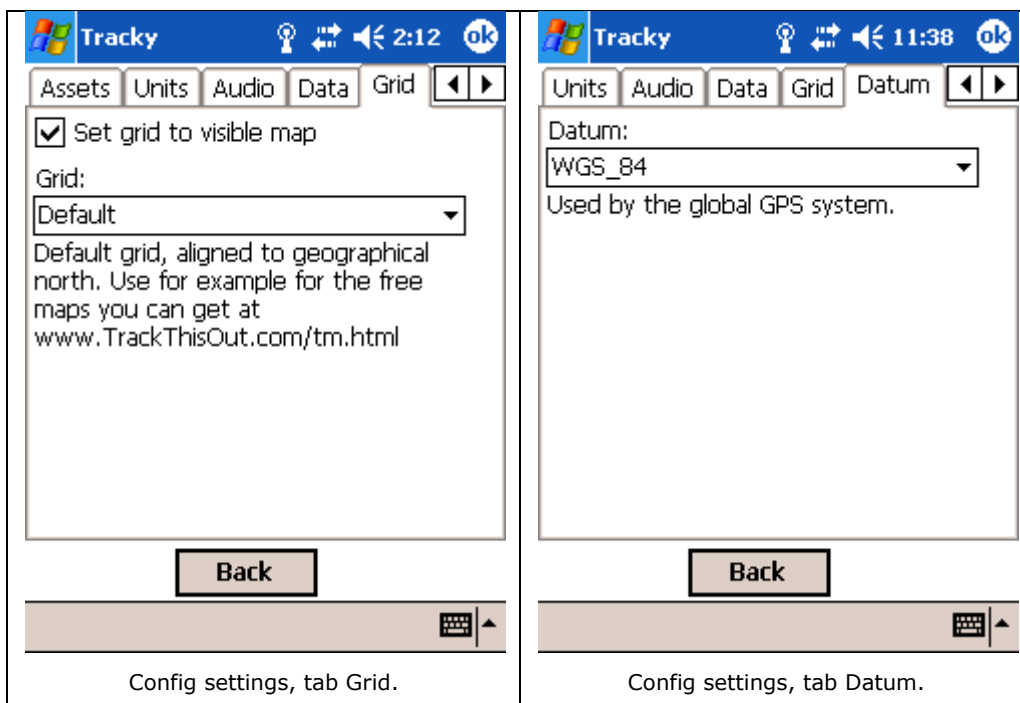 Tracky 2:12 ok
Assets Units Audio Data Grid
Set grid to visible map
Grid:
Default
Default grid, aligned to geographical
north. Use for example for the free
maps you can get at
www.TrackThisOut.com/tm.html
Back
Config settings, tab Grid.
Tracky 11:38 ok
Units Audio Data Grid Datum
Datum:
WGS_84
Used by the global GPS system.
Back
Config settings, tab Datum.